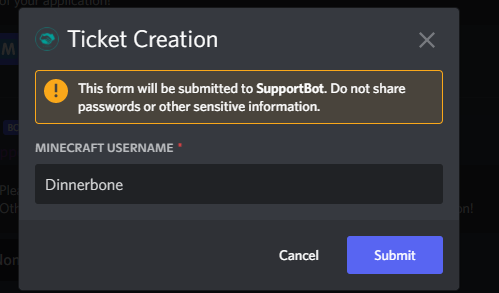 of your application!
Ticket Creation
This form will be submitted to SupportBot. Do not share
passwords or other sensitive information.
MINECRAFT USERNAME *
Dinnerbone
Cancel
Submit